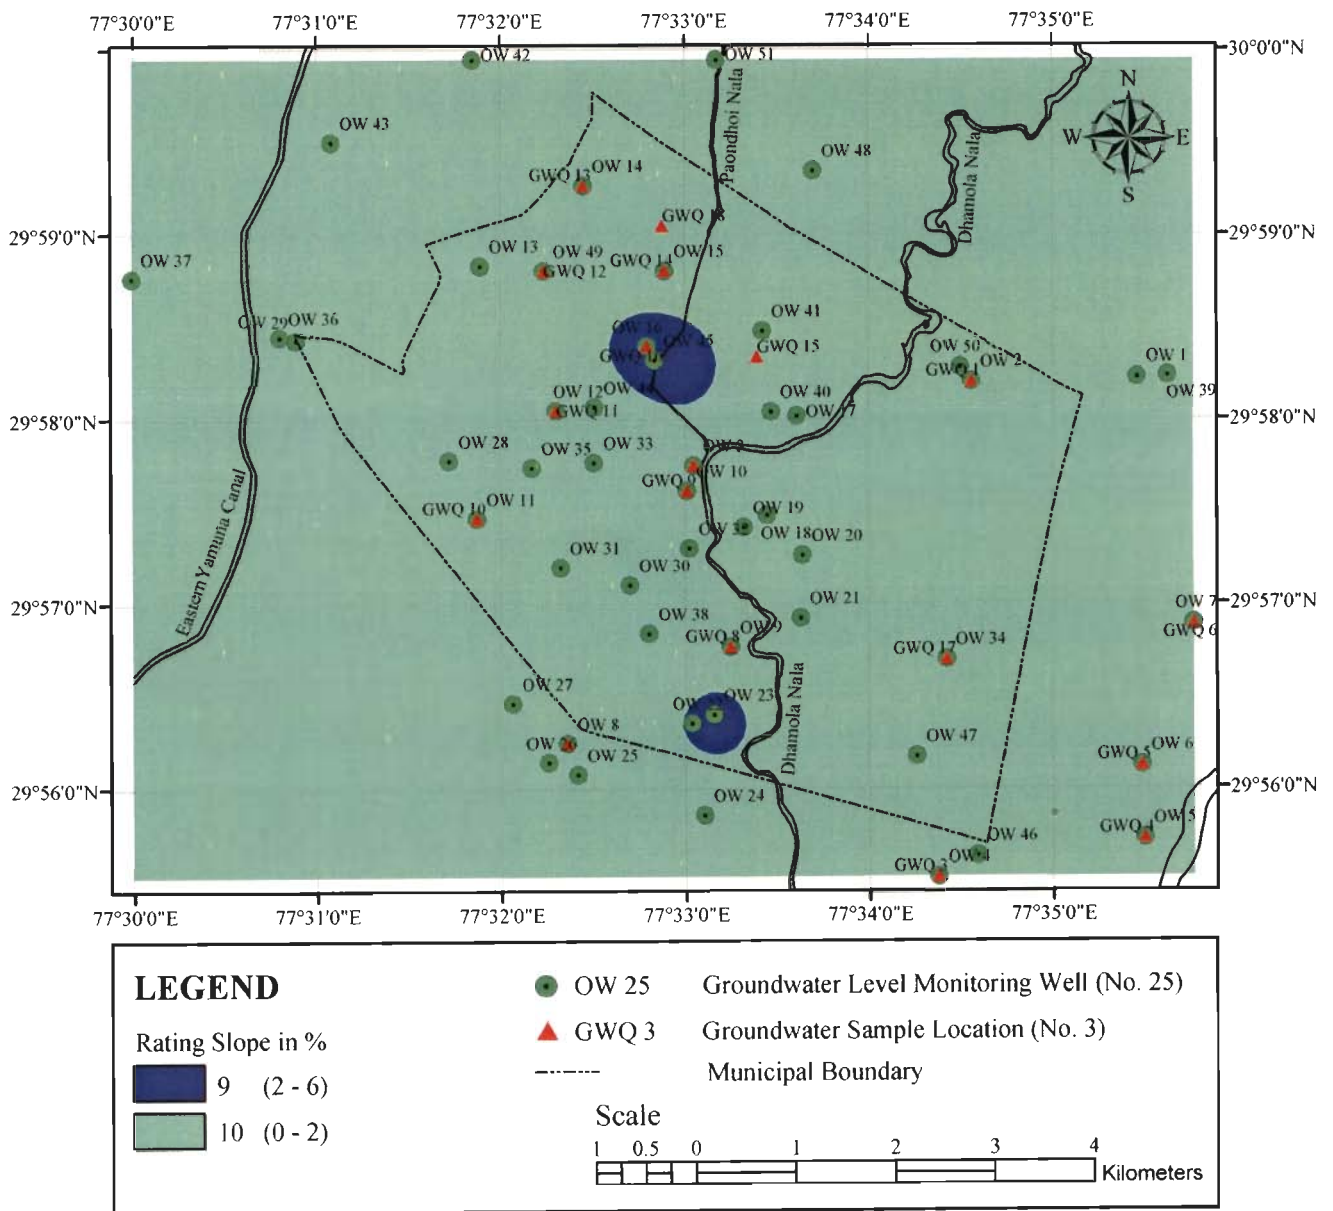 77°30'0"E 77°31'0"E 77°32'0"E 77°33'0"E 77°34'0"E 77°35'0"E
30°0'0"N
OW 42
OW 51
N
W E
S
OW 43
Paondhoi Nala
OW 48
Dhamola Nala
OW 14
GWQ 13
GWQ 18
29°59'0"N
29°59'0"N
OW 13
OW 49
GWQ 12
GWQ 14
OW 15
OW 37
OW 29
OW 36
OW 16
OW 45
OW 41
GWQ 15
OW 50
OW 2
GWQ 1
OW 1
OW 39
OW 12
GWQ 11
OW 40
29°58'0"N
29°58'0"N
OW 28
OW 35
OW 33
OW 10
GWQ 9
GWQ 10
OW 11
OW 19
OW 18
OW 20
Eastern Yamuna Canal
OW 31
OW 30
29°57'0"N
29°57'0"N
OW 21
OW 7
GWQ 6
OW 38
GWQ 8
GWQ 17
OW 34
OW 27
OW 23
Dhamola Nala
OW 8
OW 25
OW 47
OW 6
GWQ 5
29°56'0"N
29°56'0"N
OW 24
OW 5
GWQ 4
OW 46
GWQ 3
OW 4
77°30'0"E 77°31'0"E 77°32'0"E 77°33'0"E 77°34'0"E 77°35'0"E
LEGEND
Rating Slope in %
9 (2 - 6)
10 (0 - 2)
OW 25 Groundwater Level Monitoring Well (No. 25)
GWQ 3 Groundwater Sample Location (No. 3)
Municipal Boundary
Scale
1 0.5 0 1 2 3 4
Kilometers